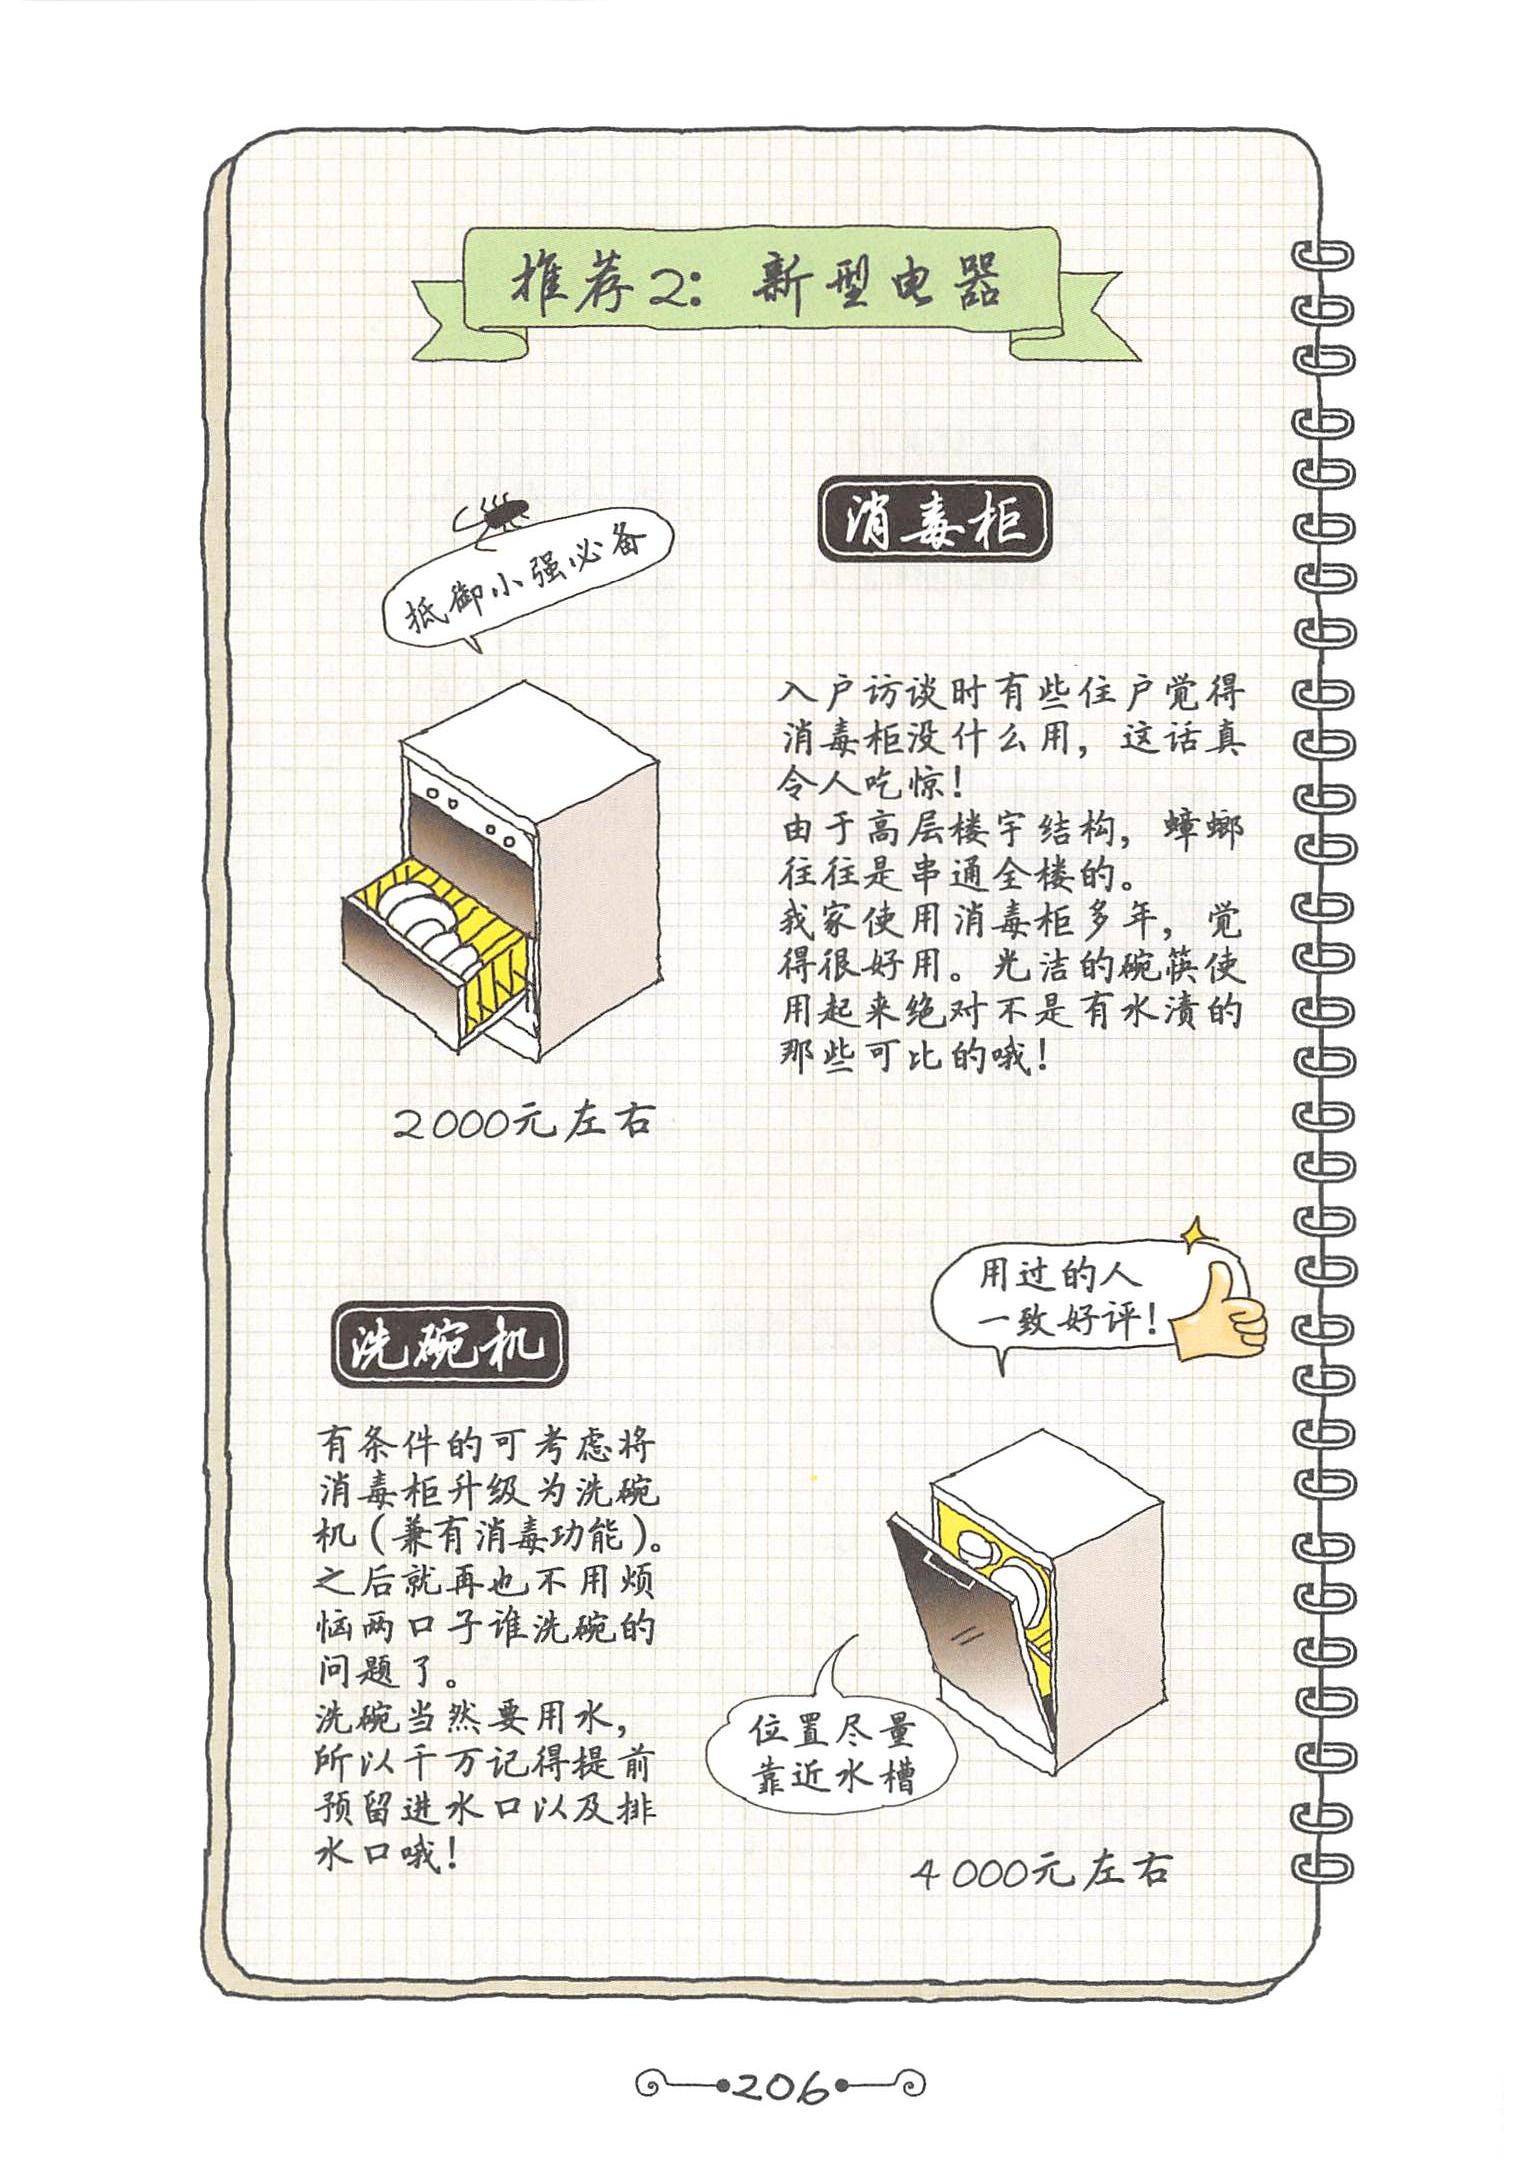 推荐2：新型电器
消毒柜
抵御小强必备
入户访谈时有些住户觉得
消毒柜没什么用，这话真
令人吃惊！
由于高层楼宇结构，蟑螂
往往是串通全楼的。
我家使用消毒柜多年，觉
得很好用。光洁的碗筷使
用起来绝对不是有水渍的
那些可比的哦！
2000元左右
洗碗机
有条件的可考虑将
消毒柜升级为洗碗
机（兼有消毒功能）。
之后就再也不用烦
恼两口子谁洗碗的
问题了。
洗碗当然要用水，
所以千万记得提前
预留进水口以及排
水口哦！
用过的人
一致好评！
位置尽量
靠近水槽
4000元左右
206